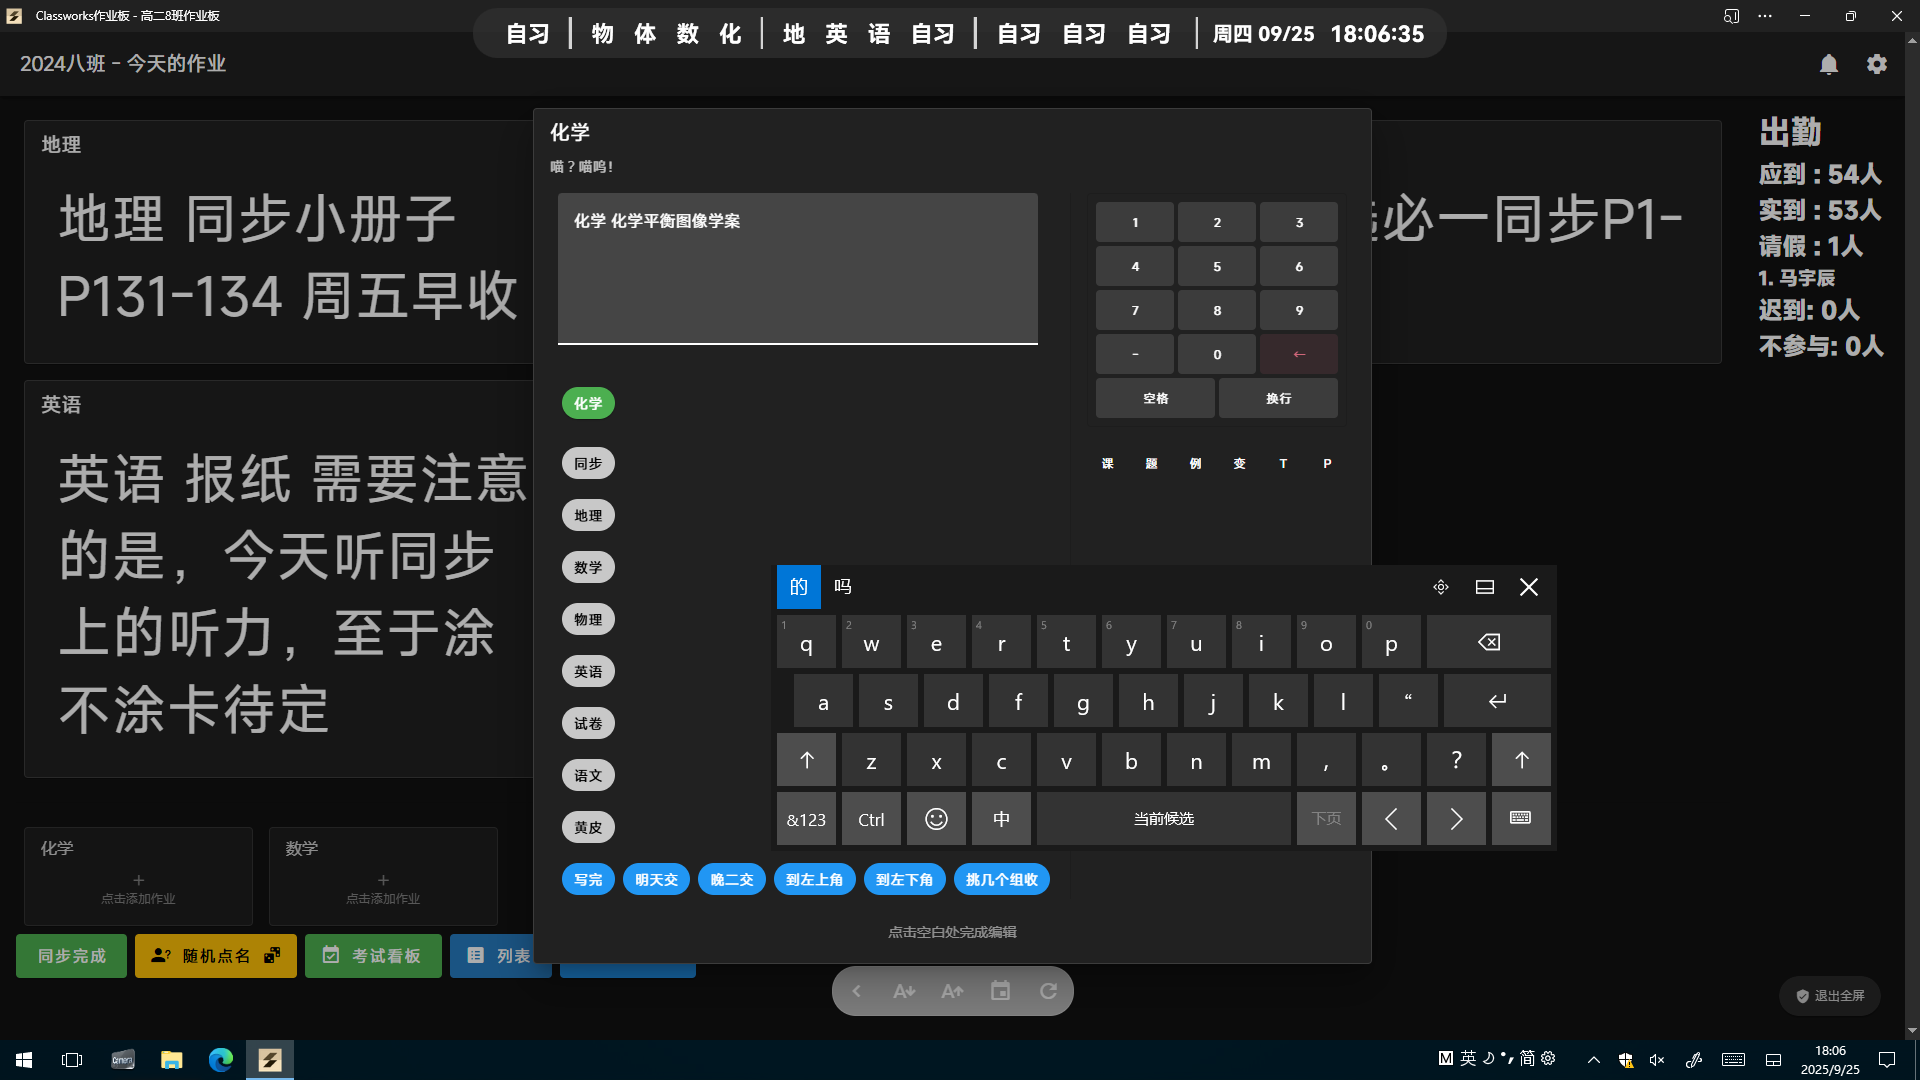 Classworks作业板 - 高二8班作业板
自习 | 物 体 数 化 | 地 英 语 自习 | 自习 自习 自习 | 周四 09/25 18:06:35
2024八班 - 今天的作业
地理
地理 同步小册子
P131-134 周五早收
英语
英语 报纸 需要注意
的是，今天听同步
上的听力，至于涂
不涂卡待定
化学
点击添加作业
数学
点击添加作业
化学
喵？喵呜！
化学 化学平衡图像学案
1 2 3
4 5 6
7 8 9
- 0 ←
空格 换行
课 题 例 变 T P
化学
同步
地理
数学
物理
英语
试卷
语文
黄皮
写完 明天交 晚二交 到左上角 到左下角 挑几个组收
点击空白处完成编辑
必一同步P1-
出勤
应到 : 54人
实到 : 53人
请假 : 1人
1. 马宇辰
迟到: 0人
不参与: 0人
的 吗
1 2 3 4 5 6 7 8 9 0
q w e r t y u i o p
a s d f g h j k l “
z x c v b n m , 。 ?
&123 Ctrl 中 当前候选 下页
同步完成 随机点名 考试看板 列表
A A
退出全屏
M 英 简
18:06
2025/9/25